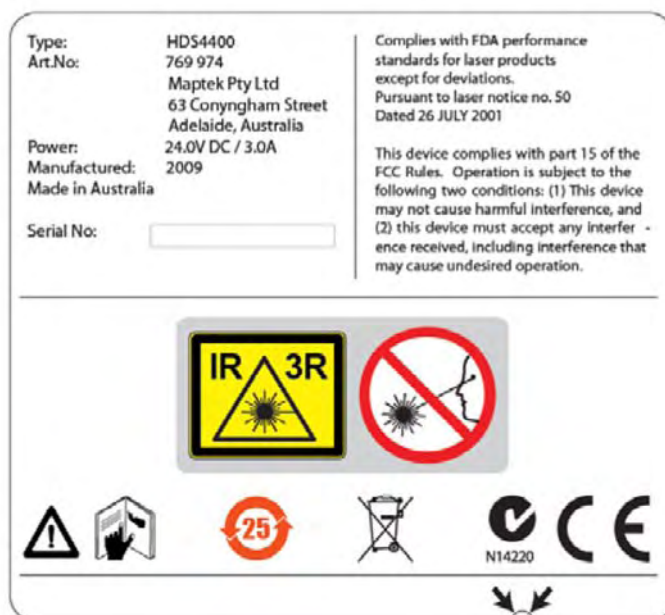 Type: HDS4400
Art.No: 769 974
Maptek Pty Ltd
63 Conyngham Street
Adelaide, Australia
Power: 24.0V DC / 3.0A
Manufactured: 2009
Made in Australia
Serial No:
Complies with FDA performance
standards for laser products
except for deviations.
Pursuant to laser notice no. 50
Dated 26 JULY 2001
This device complies with part 15 of the
FCC Rules. Operation is subject to the
following two conditions: (1) This device
may not cause harmful interference, and
(2) this device must accept any interfer -
ence received, including interference that
may cause undesired operation.
IR 3R
25
N14220
CE